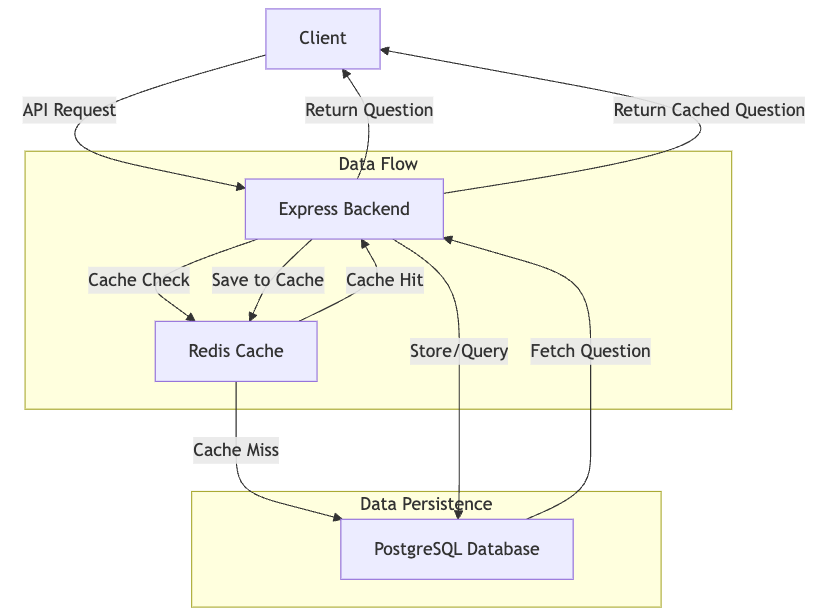 Client
API Request
Return Question
Return Cached Question
Data Flow
Express Backend
Cache Check
Save to Cache
Cache Hit
Redis Cache
Store/Query
Fetch Question
Cache Miss
Data Persistence
PostgreSQL Database